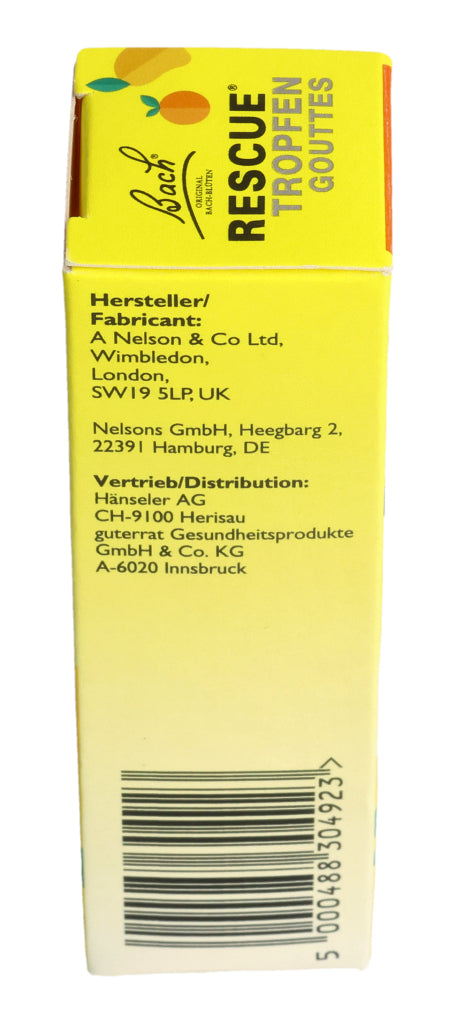 Bach®
ORIGINAL
BACH-BLÜTEN
RESCUE®
TROPFEN
GOUTTES
Hersteller/
Fabricant:
A Nelson & Co Ltd,
Wimbledon,
London,
SW19 5LP, UK
Nelsons GmbH, Heegbarg 2,
22391 Hamburg, DE
Vertrieb/Distribution:
Hänseler AG
CH-9100 Herisau
guterrat Gesundheitsprodukte
GmbH & Co. KG
A-6020 Innsbruck
5 000488 304923 >